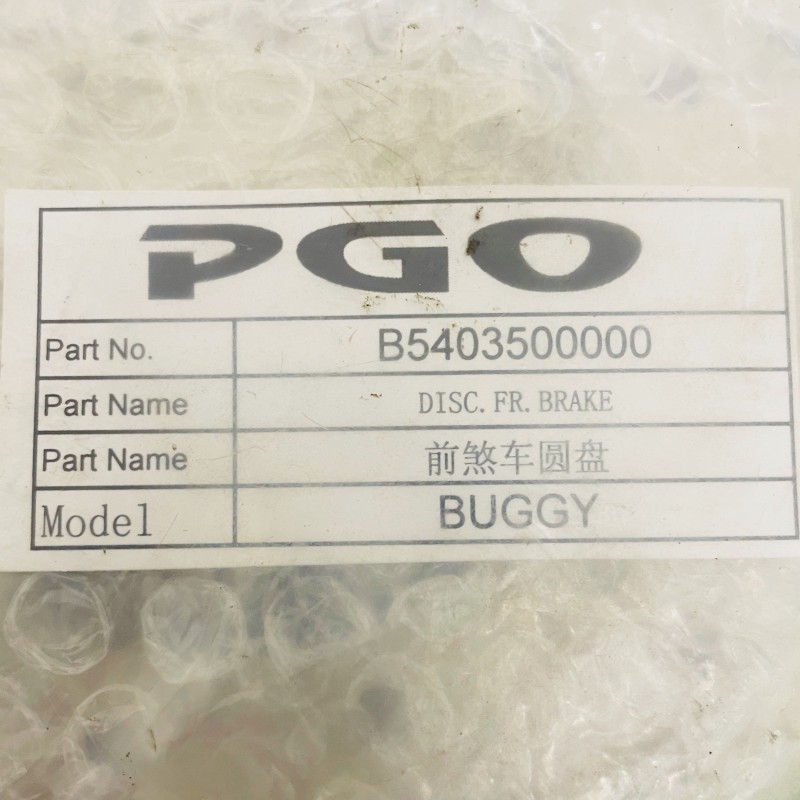 PGO
Part No. B5403500000
Part Name DISC.FR.BRAKE
Part Name 前煞车圆盘
Model BUGGY